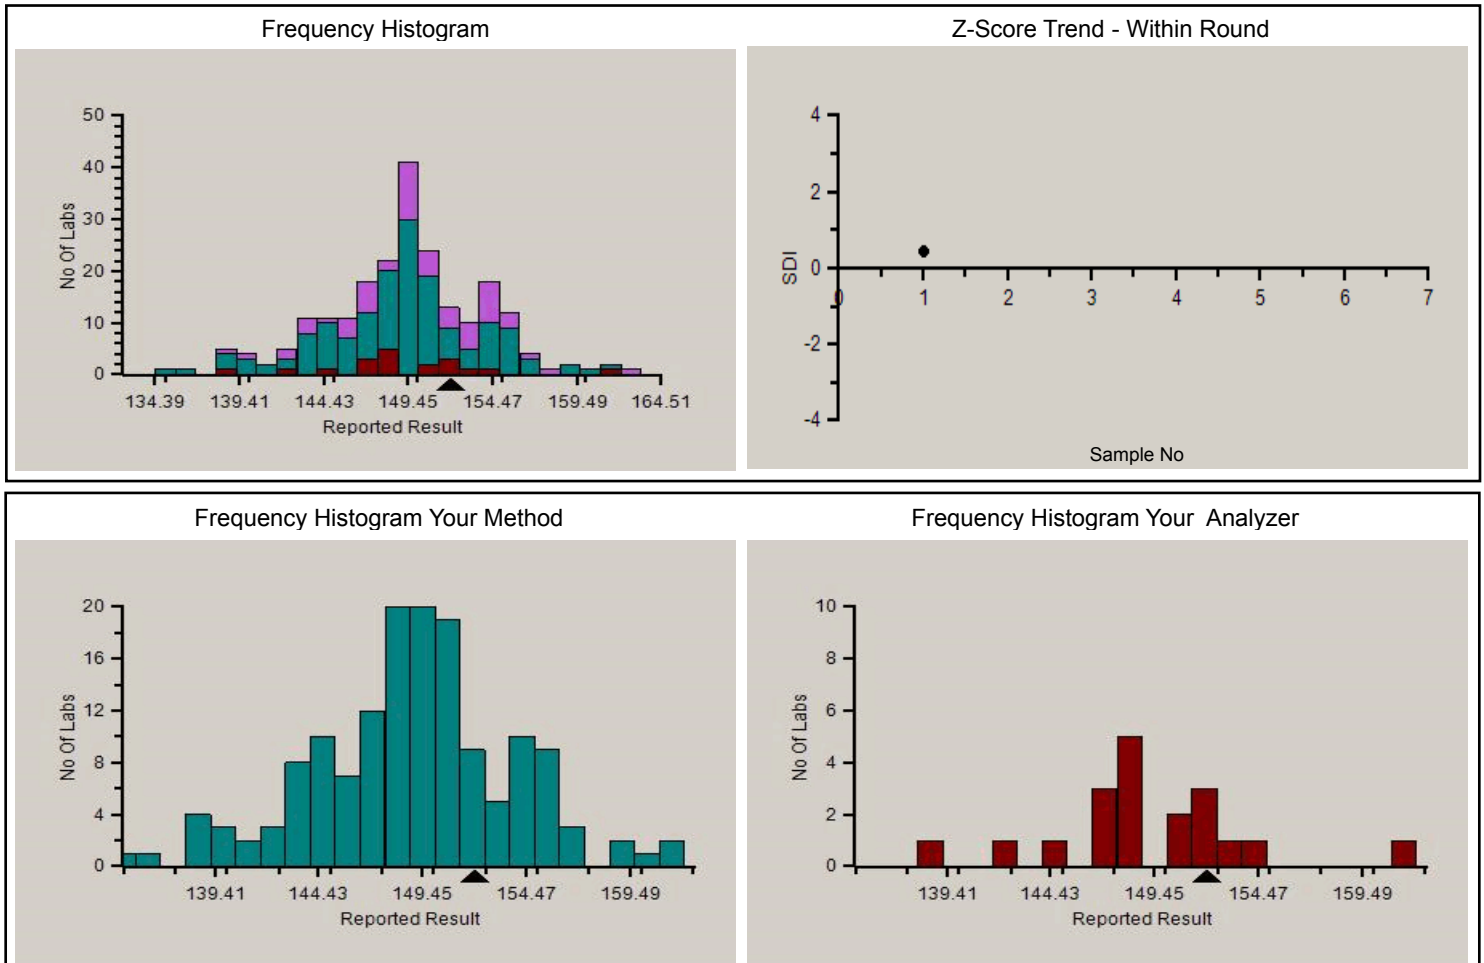 Frequency Histogram
50
40
30
20
10
0
No Of Labs
134.39 139.41 144.43 149.45 154.47 159.49 164.51
Reported Result
Z-Score Trend - Within Round
4
2
0
-2
-4
SDI
0 1 2 3 4 5 6 7
Sample No
Frequency Histogram Your Method
20
16
12
8
4
0
No Of Labs
139.41 144.43 149.45 154.47 159.49
Reported Result
Frequency Histogram Your Analyzer
10
8
6
4
2
0
No Of Labs
139.41 144.43 149.45 154.47 159.49
Reported Result